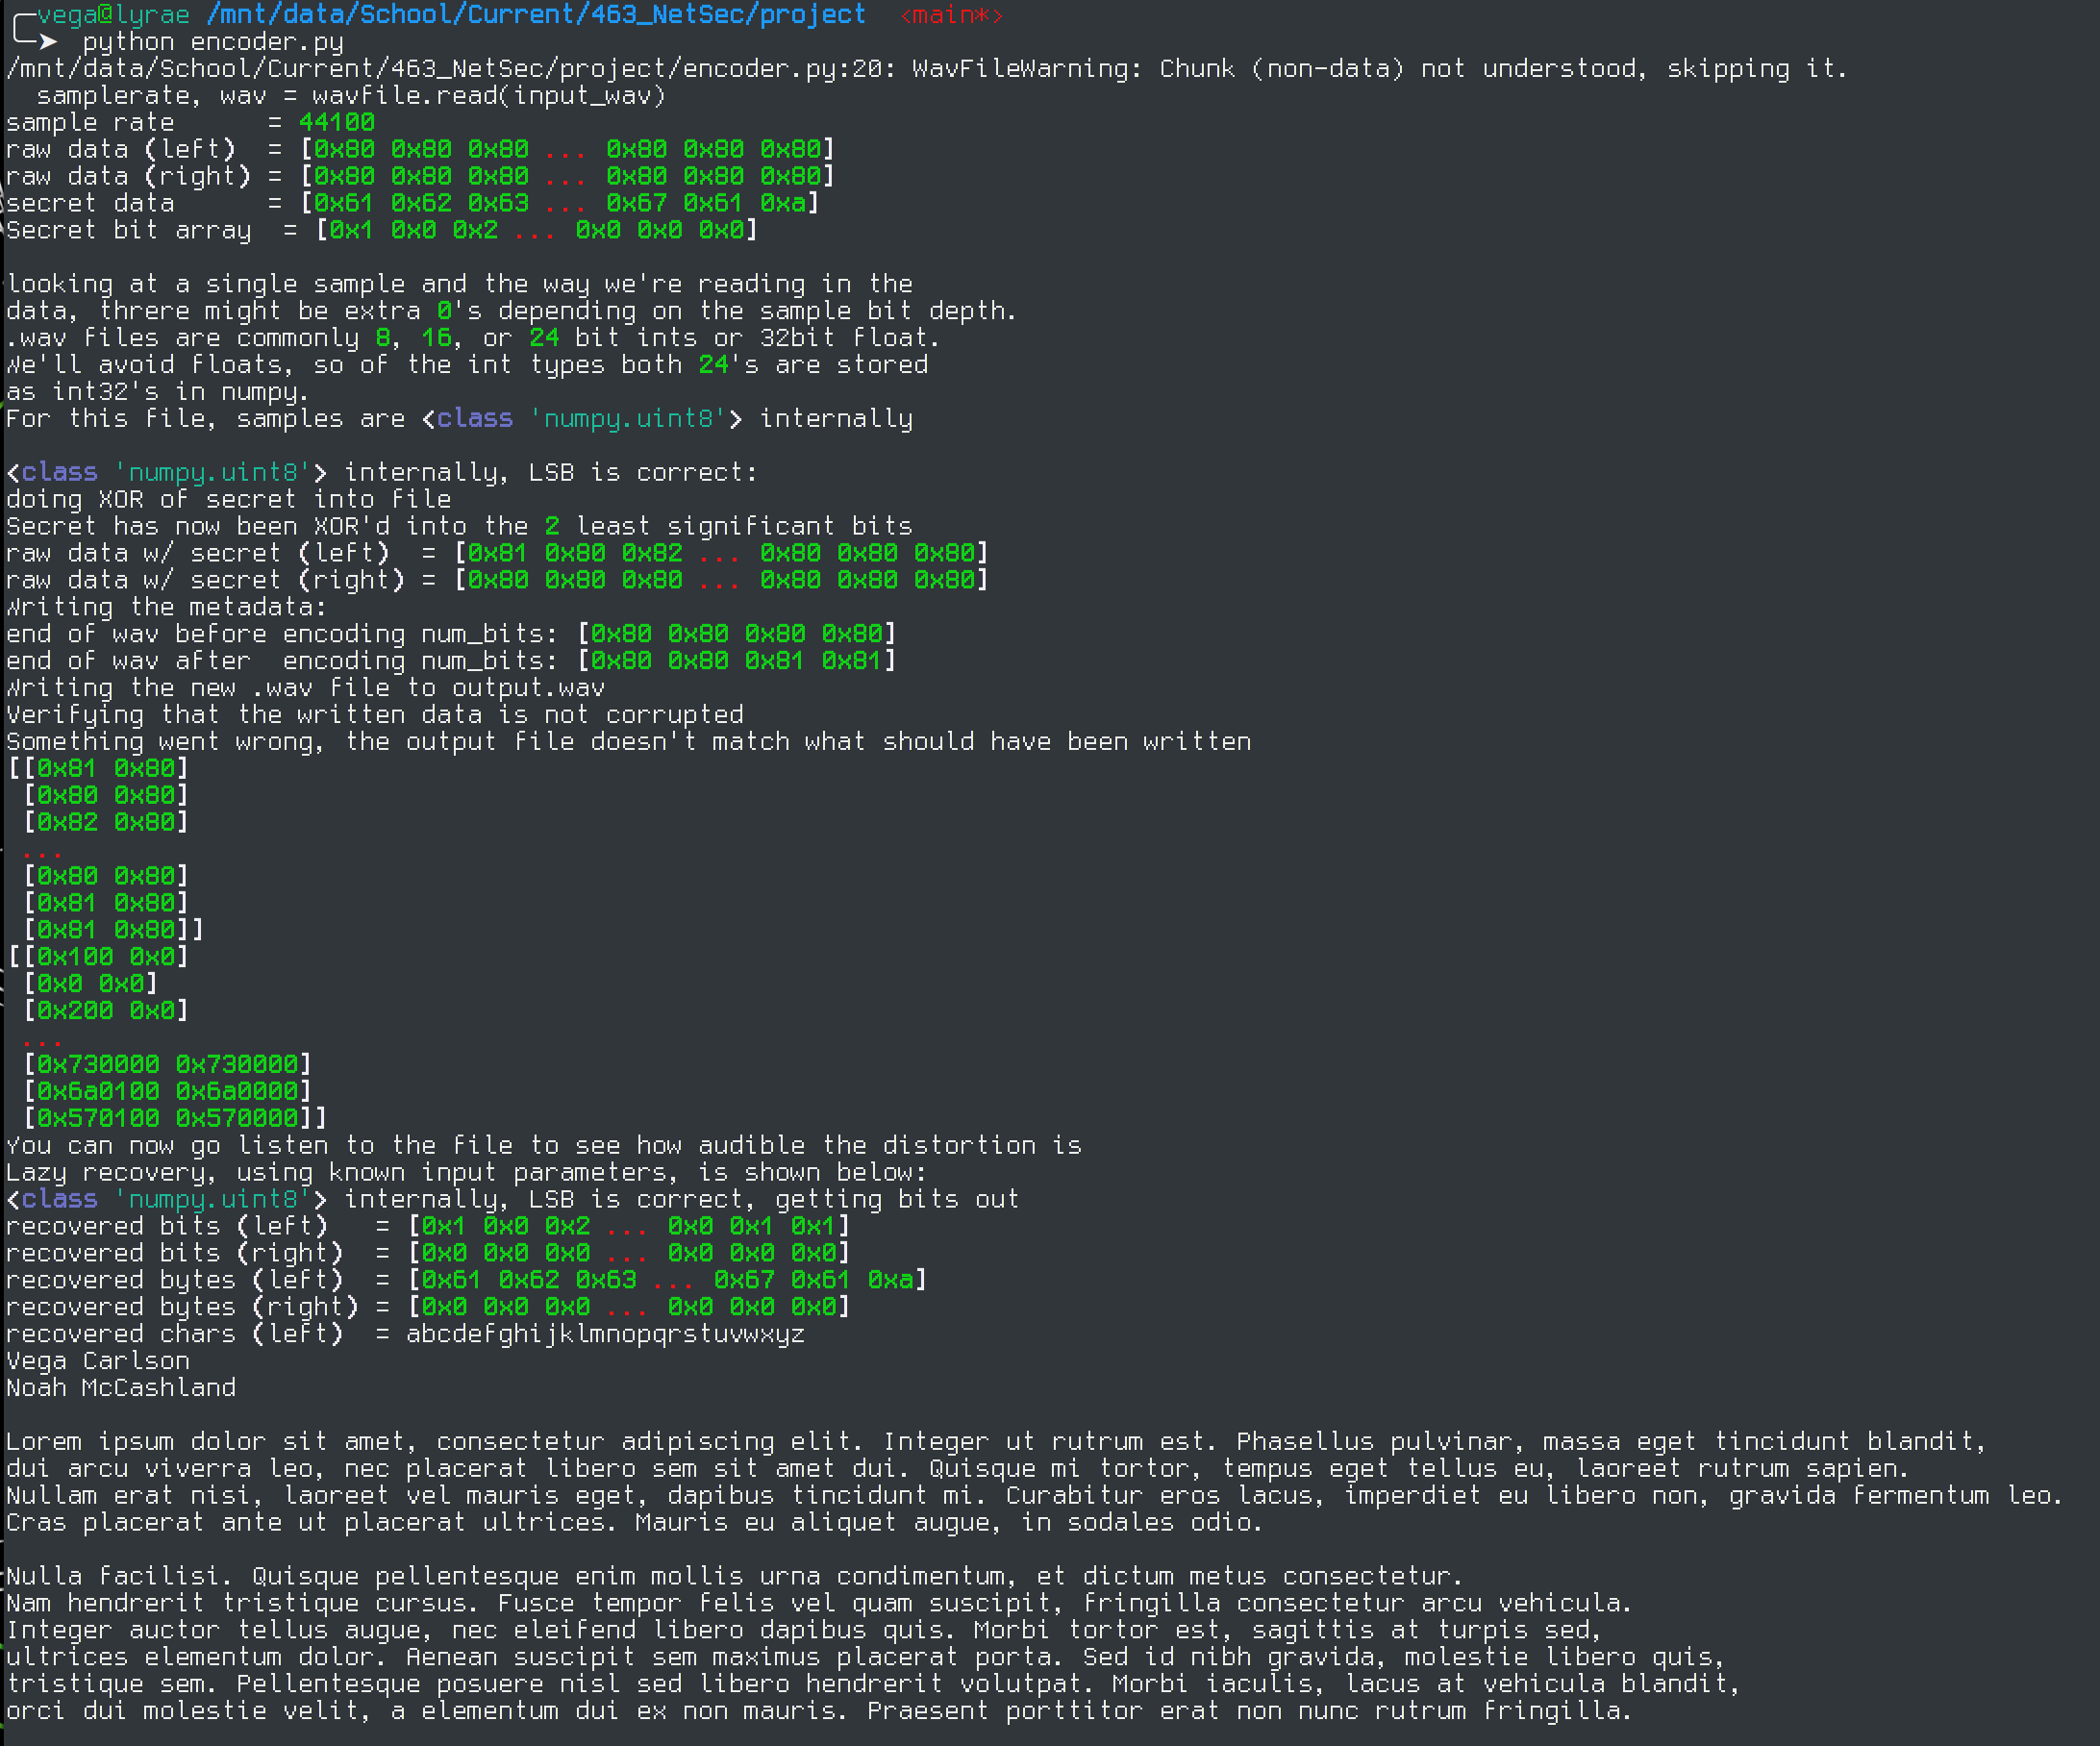 vega@lyrae /mnt/data/School/Current/463_NetSec/project <main*>
➤ python encoder.py
/mnt/data/School/Current/463_NetSec/project/encoder.py:20: WavFileWarning: Chunk (non-data) not understood, skipping it.
  samplerate, wav = wavfile.read(input_wav)
sample rate      = 44100
raw data (left)  = [0x80 0x80 0x80 ... 0x80 0x80 0x80]
raw data (right) = [0x80 0x80 0x80 ... 0x80 0x80 0x80]
secret data      = [0x61 0x62 0x63 ... 0x67 0x61 0xa]
Secret bit array  = [0x1 0x0 0x2 ... 0x0 0x0 0x0]

looking at a single sample and the way we're reading in the
data, threre might be extra 0's depending on the sample bit depth.
.wav files are commonly 8, 16, or 24 bit ints or 32bit float.
We'll avoid floats, so of the int types both 24's are stored
as int32's in numpy.
For this file, samples are <class 'numpy.uint8'> internally

<class 'numpy.uint8'> internally, LSB is correct:
doing XOR of secret into file
Secret has now been XOR'd into the 2 least significant bits
raw data w/ secret (left)  = [0x81 0x80 0x82 ... 0x80 0x80 0x80]
raw data w/ secret (right) = [0x80 0x80 0x80 ... 0x80 0x80 0x80]
Writing the metadata:
end of wav before encoding num_bits: [0x80 0x80 0x80 0x80]
end of wav after  encoding num_bits: [0x80 0x80 0x81 0x81]
Writing the new .wav file to output.wav
Verifying that the written data is not corrupted
Something went wrong, the output file doesn't match what should have been written
[[0x81 0x80]
 [0x80 0x80]
 [0x82 0x80]
 ...
 [0x80 0x80]
 [0x81 0x80]
 [0x81 0x80]]
[[0x100 0x0]
 [0x0 0x0]
 [0x200 0x0]
 ...
 [0x730000 0x730000]
 [0x6a0100 0x6a0000]
 [0x570100 0x570000]]
You can now go listen to the file to see how audible the distortion is
Lazy recovery, using known input parameters, is shown below:
<class 'numpy.uint8'> internally, LSB is correct, getting bits out
recovered bits (left)   = [0x1 0x0 0x2 ... 0x0 0x1 0x1]
recovered bits (right)  = [0x0 0x0 0x0 ... 0x0 0x0 0x0]
recovered bytes (left)  = [0x61 0x62 0x63 ... 0x67 0x61 0xa]
recovered bytes (right) = [0x0 0x0 0x0 ... 0x0 0x0 0x0]
recovered chars (left)  = abcdefghijklmnopqrstuvwxyz
Vega Carlson
Noah McCashland

Lorem ipsum dolor sit amet, consectetur adipiscing elit. Integer ut rutrum est. Phasellus pulvinar, massa eget tincidunt blandit,
dui arcu viverra leo, nec placerat libero sem sit amet dui. Quisque mi tortor, tempus eget tellus eu, laoreet rutrum sapien.
Nullam erat nisi, laoreet vel mauris eget, dapibus tincidunt mi. Curabitur eros lacus, imperdiet eu libero non, gravida fermentum leo.
Cras placerat ante ut placerat ultrices. Mauris eu aliquet augue, in sodales odio.

Nulla facilisi. Quisque pellentesque enim mollis urna condimentum, et dictum metus consectetur.
Nam hendrerit tristique cursus. Fusce tempor felis vel quam suscipit, fringilla consectetur arcu vehicula.
Integer auctor tellus augue, nec eleifend libero dapibus quis. Morbi tortor est, sagittis at turpis sed,
ultrices elementum dolor. Aenean suscipit sem maximus placerat porta. Sed id nibh gravida, molestie libero quis,
tristique sem. Pellentesque posuere nisl sed libero hendrerit volutpat. Morbi iaculis, lacus at vehicula blandit,
orci dui molestie velit, a elementum dui ex non mauris. Praesent porttitor erat non nunc rutrum fringilla.